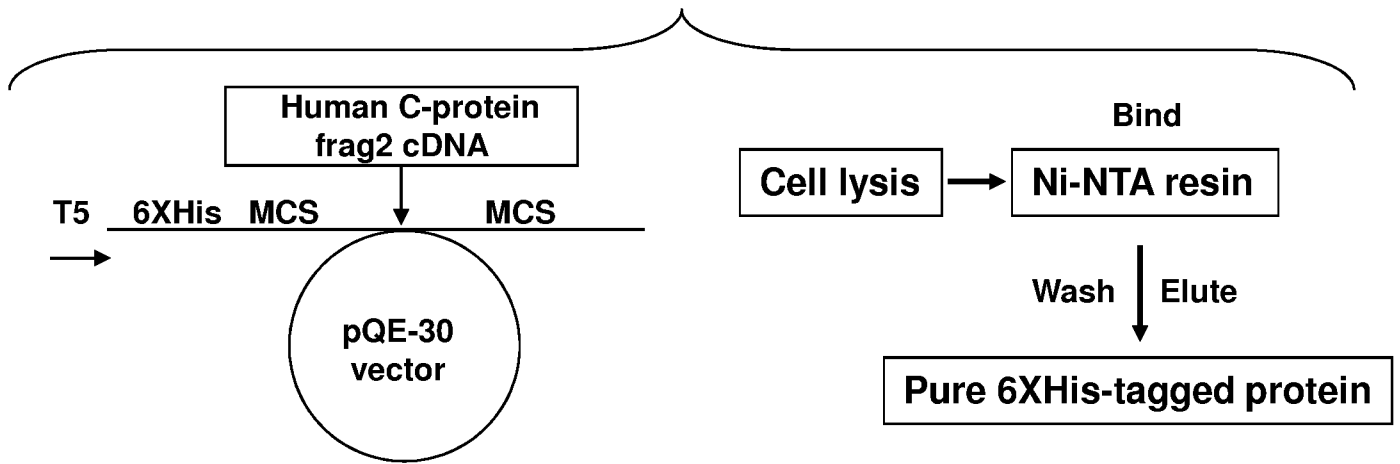 Human C-protein
frag2 cDNA
T5 6XHis MCS MCS
pQE-30
vector
Bind
Cell lysis Ni-NTA resin
Wash Elute
Pure 6XHis-tagged protein